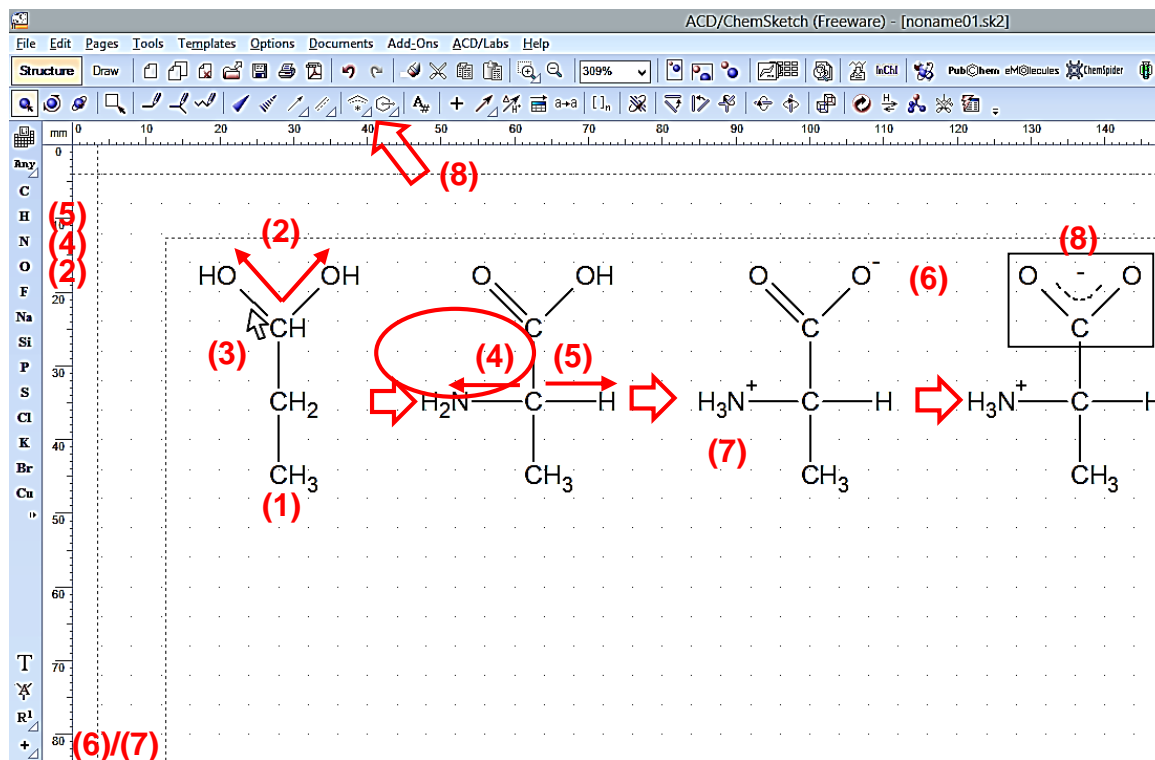 ACD/ChemSketch (Freeware) - [noname01.sk2]
File Edit Pages Tools Templates Options Documents Add-Ons ACD/Labs Help
Structure Draw 309% InChI PubChem eMolecules ChemSpider
A# a→a [ ]n
mm 0 10 20 30 40 50 60 70 80 90 100 110 120 130 140
0
Any
(8)
C
H (5)
10
N (4)
O (2)
(2) (8)
HO OH O OH O O- (6) O - O
F 20
Na
Si
(3) CH C C C
P 30
(4) (5)
S
CH2 H2N C H H3N+ C H H3N+ C H
Cl
K 40
(7)
Br
CH3 CH3 CH3 CH3
Cu
(1)
50
60
T 70
R1
+ 80 (6)/(7)